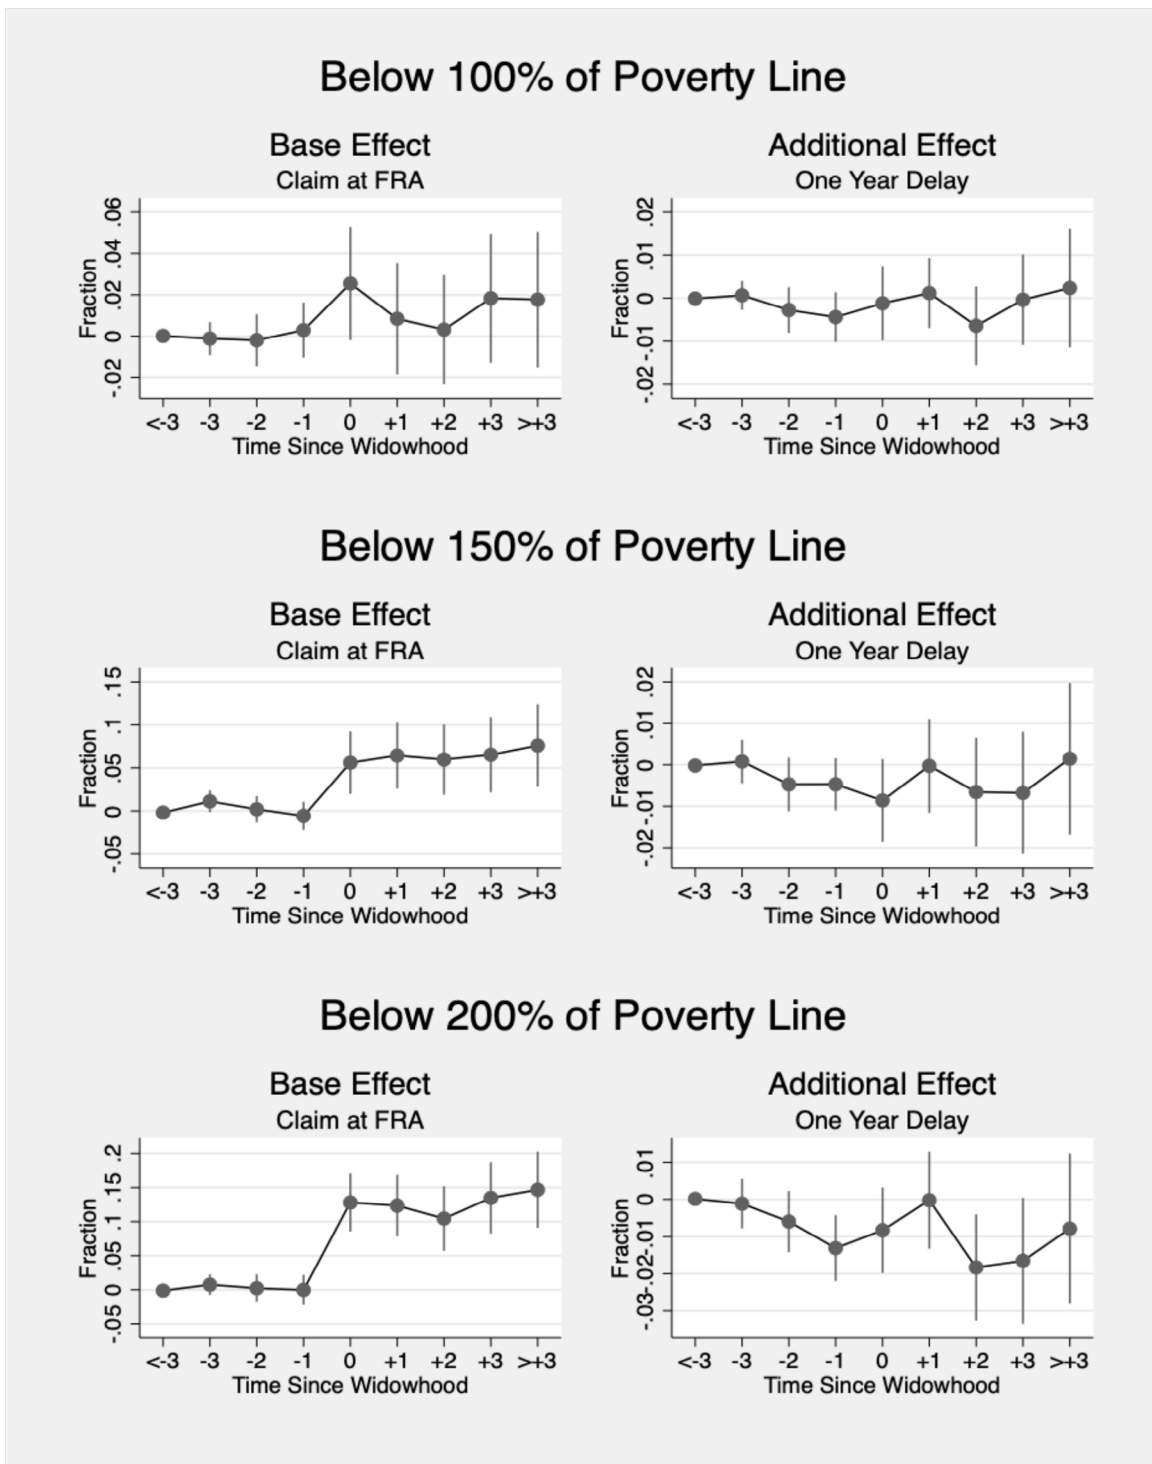 Below 100% of Poverty Line
Base Effect
Claim at FRA
Fraction
.06
.04
.02
0
-.02
<-3 -3 -2 -1 0 +1 +2 +3 >+3
Time Since Widowhood
Additional Effect
One Year Delay
Fraction
.02
.01
0
-.01
-.02
<-3 -3 -2 -1 0 +1 +2 +3 >+3
Time Since Widowhood
Below 150% of Poverty Line
Base Effect
Claim at FRA
Fraction
.15
.1
.05
0
-.05
<-3 -3 -2 -1 0 +1 +2 +3 >+3
Time Since Widowhood
Additional Effect
One Year Delay
Fraction
.02
.01
0
-.01
-.02
<-3 -3 -2 -1 0 +1 +2 +3 >+3
Time Since Widowhood
Below 200% of Poverty Line
Base Effect
Claim at FRA
Fraction
.2
.15
.1
.05
0
-.05
<-3 -3 -2 -1 0 +1 +2 +3 >+3
Time Since Widowhood
Additional Effect
One Year Delay
Fraction
.01
0
-.01
-.02
-.03
<-3 -3 -2 -1 0 +1 +2 +3 >+3
Time Since Widowhood